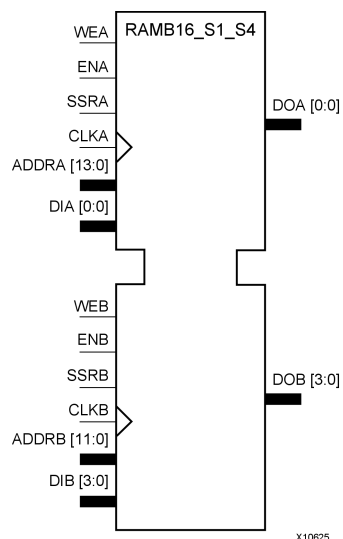 RAMB16_S1_S4
WEA
ENA
SSRA
DOA [0:0]
CLKA
ADDRA [13:0]
DIA [0:0]
WEB
ENB
SSRB
DOB [3:0]
CLKB
ADDRB [11:0]
DIB [3:0]
X10625